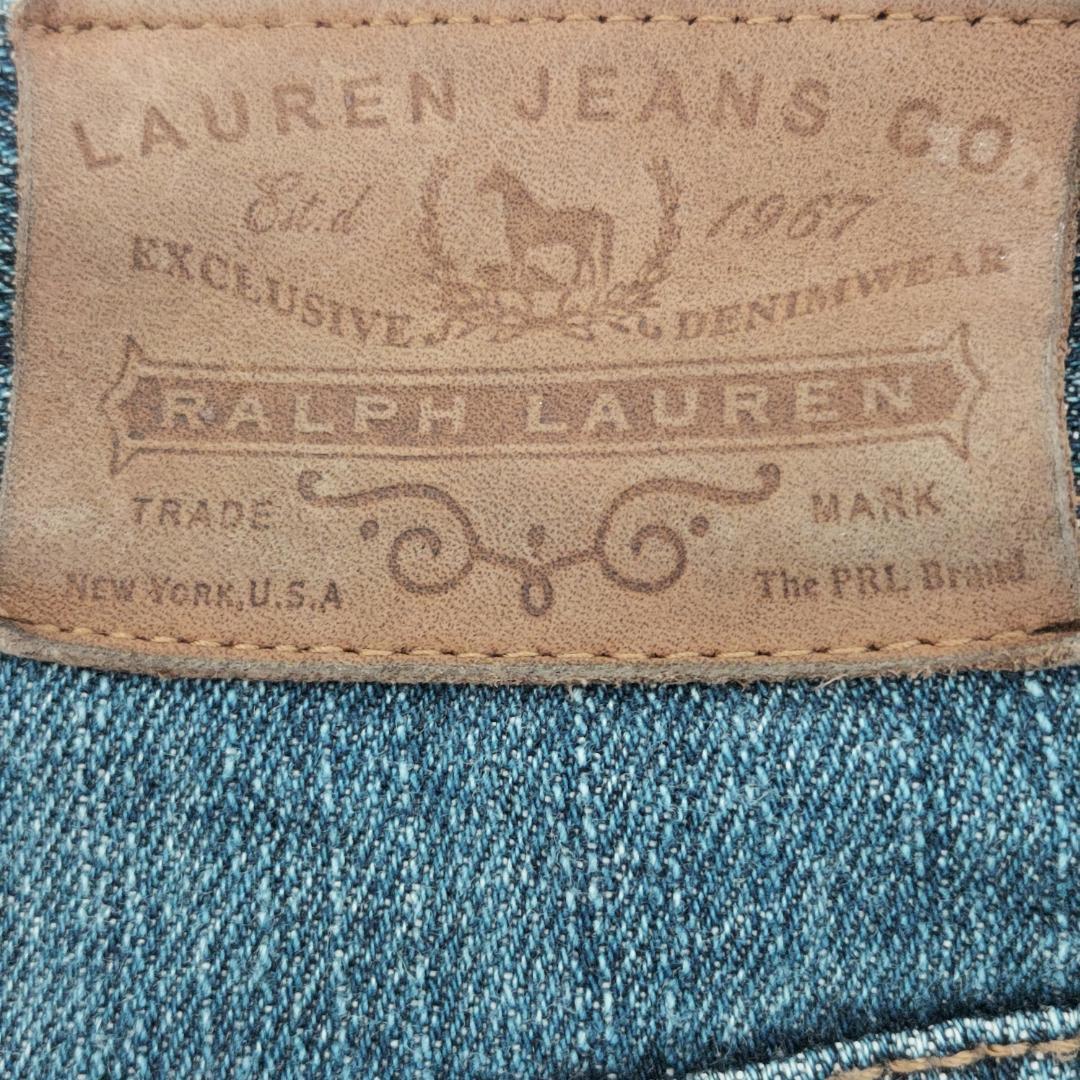 LAUREN JEANS CO.
Est.d 1967
EXCLUSIVE DENIMWEAR
RALPH LAUREN
TRADE MARK
NEW YORK, U.S.A The PRL Brand